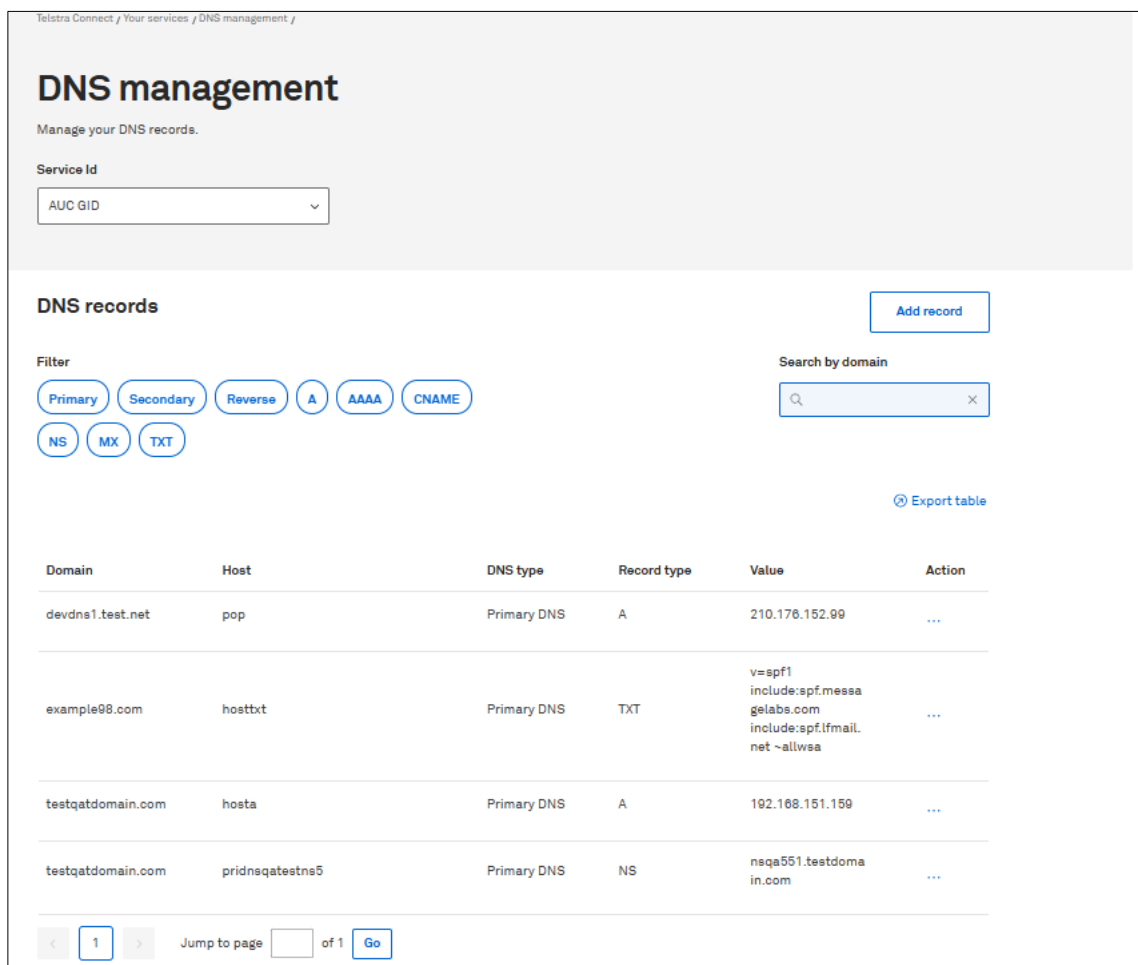 Telstra Connect / Your services / DNS management /
DNS management
Manage your DNS records.
Service Id
AUC GID
DNS records
Add record
Filter
Search by domain
Primary Secondary Reverse A AAAA CNAME
NS MX TXT
Export table
Domain Host DNS type Record type Value Action
devdns1.test.net pop Primary DNS A 210.176.152.99 ...
v=spf1
include:spf.messa
example98.com hosttxt Primary DNS TXT gelabs.com ...
include:spf.lfmail.
net ~allwsa
testqatdomain.com hosta Primary DNS A 192.168.151.159 ...
testqatdomain.com pridnsqatestns5 Primary DNS NS nsqa551.testdoma ...
in.com
< 1 > Jump to page of 1 Go